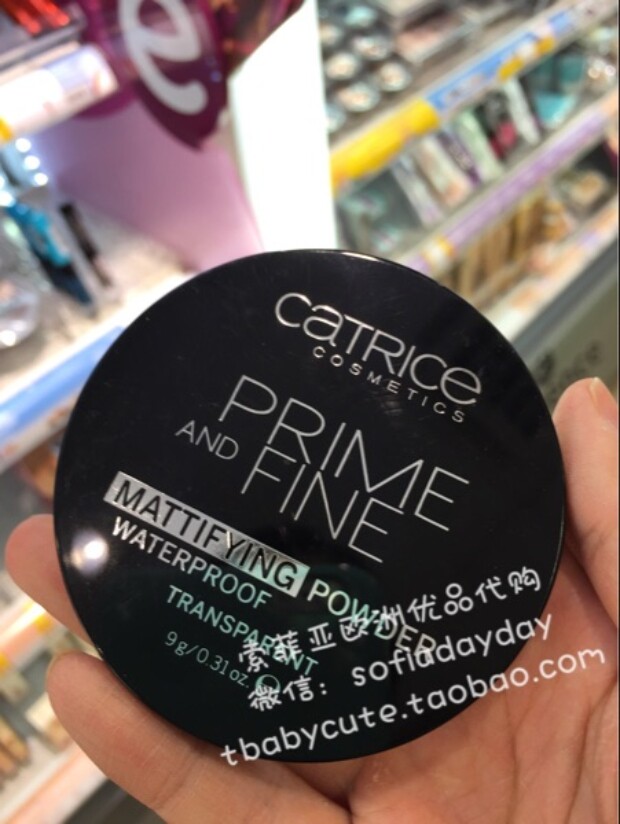 e
CATRICE
COSMETICS
PRIME
AND FINE
MATTIFYING POWDER
WATERPROOF
TRANSPARENT
9g/0.31oz.
索菲亚欧洲优品代购
微信：sofiadayday
tbabycute.taobao.com